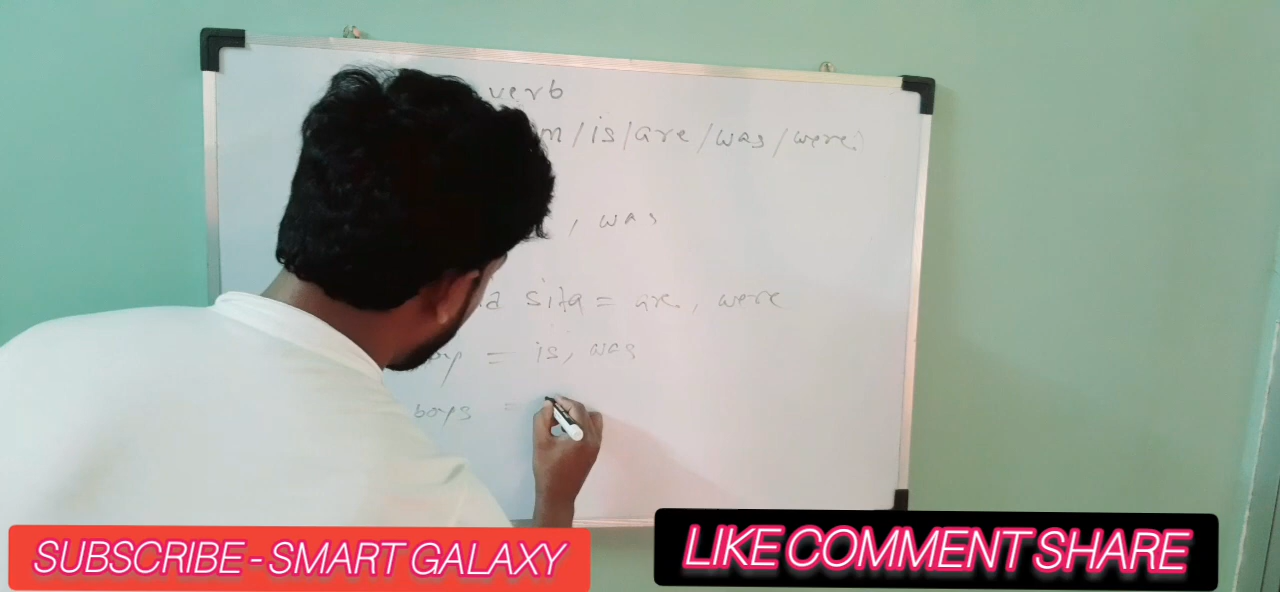 verb
m/is/are/was/were
, was
sita = are, were
= is, was
boys =
SUBSCRIBE - SMART GALAXY
LIKE COMMENT SHARE